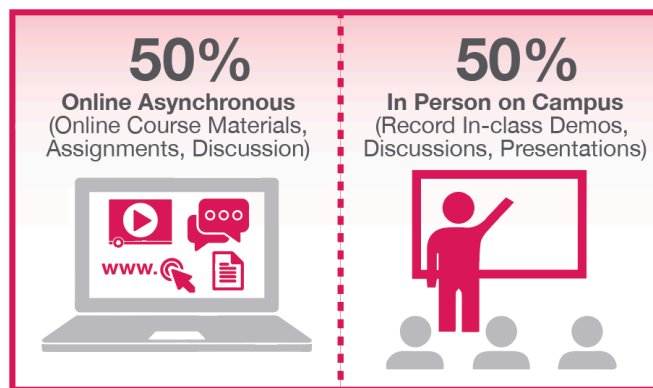 50%
Online Asynchronous
(Online Course Materials,
Assignments, Discussion)
www.
50%
In Person on Campus
(Record In-class Demos,
Discussions, Presentations)